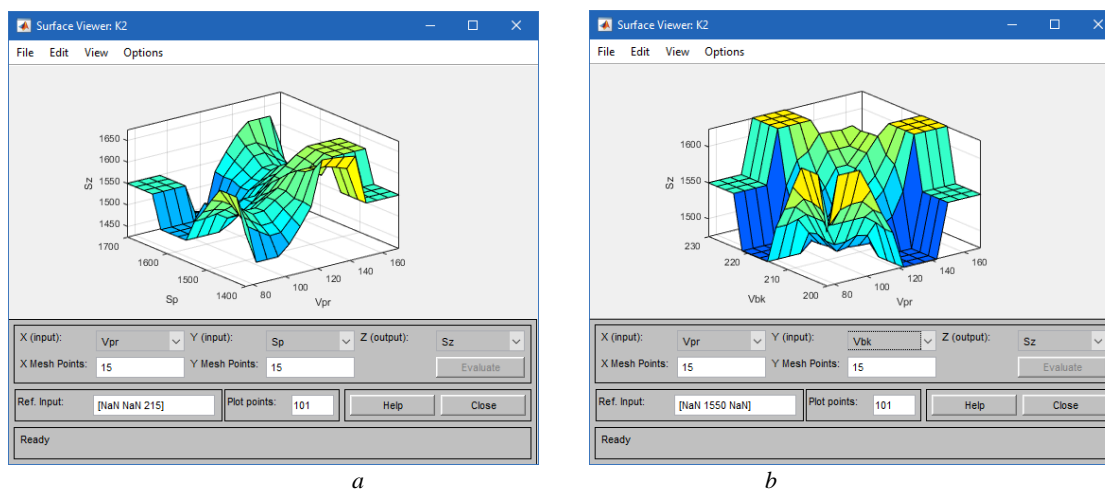 Surface Viewer: K2
File Edit View Options
1650
1600
1550
1500
1450
Sz
1700
1600
1500
1400
Sp
80
100
120
140
160
Vpr
X (input): Vpr Y (input): Sp Z (output): Sz
X Mesh Points: 15 Y Mesh Points: 15 Evaluate
Ref. Input: [NaN NaN 215] Plot points: 101 Help Close
Ready
a
Surface Viewer: K2
File Edit View Options
1600
1550
1500
Sz
230
220
210
200
Vbk
80
100
120
140
160
Vpr
X (input): Vpr Y (input): Vbk Z (output): Sz
X Mesh Points: 15 Y Mesh Points: 15 Evaluate
Ref. Input: [NaN 1550 NaN] Plot points: 101 Help Close
Ready
b